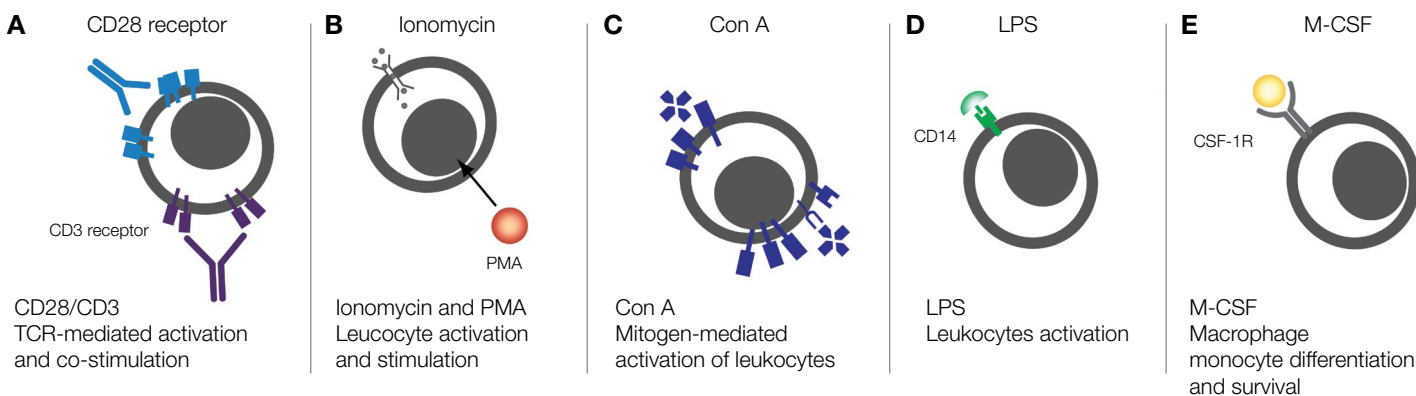 A CD28 receptor
CD3 receptor
CD28/CD3
TCR-mediated activation
and co-stimulation
B Ionomycin
PMA
Ionomycin and PMA
Leucocyte activation
and stimulation
C Con A
Con A
Mitogen-mediated
activation of leukocytes
D LPS
CD14
LPS
Leukocytes activation
E M-CSF
CSF-1R
M-CSF
Macrophage
monocyte differentiation
and survival